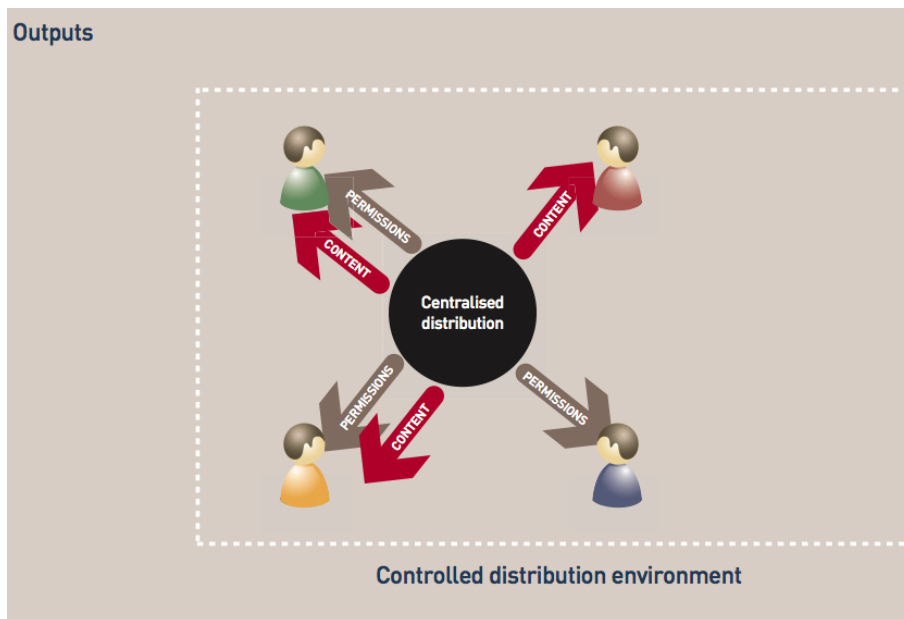 Outputs
PERMISSIONS
CONTENT
CONTENT
Centralised
distribution
PERMISSIONS
CONTENT
PERMISSIONS
Controlled distribution environment